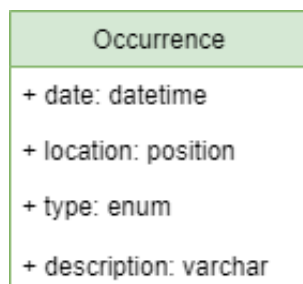 Occurrence
+ date: datetime
+ location: position
+ type: enum
+ description: varchar